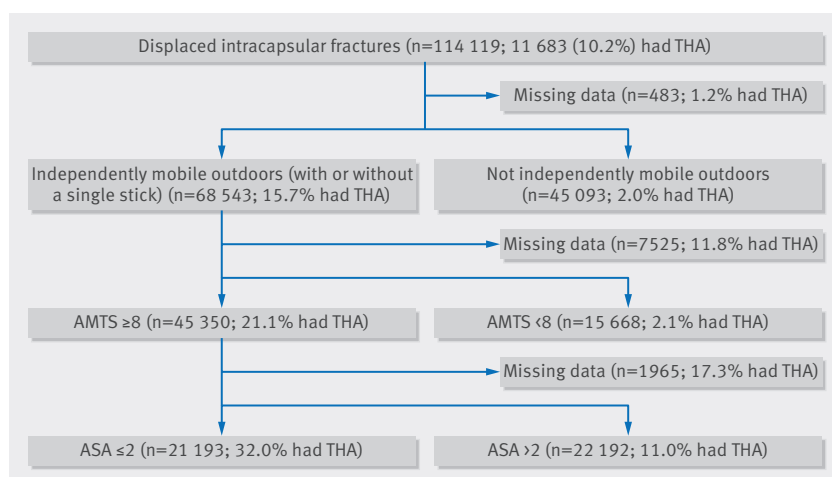 Displaced intracapsular fractures (n=114 119; 11 683 (10.2%) had THA)
Missing data (n=483; 1.2% had THA)
Independently mobile outdoors (with or without
a single stick) (n=68 543; 15.7% had THA)
Not independently mobile outdoors
(n=45 093; 2.0% had THA)
Missing data (n=7525; 11.8% had THA)
AMTS ≥8 (n=45 350; 21.1% had THA)
AMTS <8 (n=15 668; 2.1% had THA)
Missing data (n=1965; 17.3% had THA)
ASA ≤2 (n=21 193; 32.0% had THA)
ASA >2 (n=22 192; 11.0% had THA)